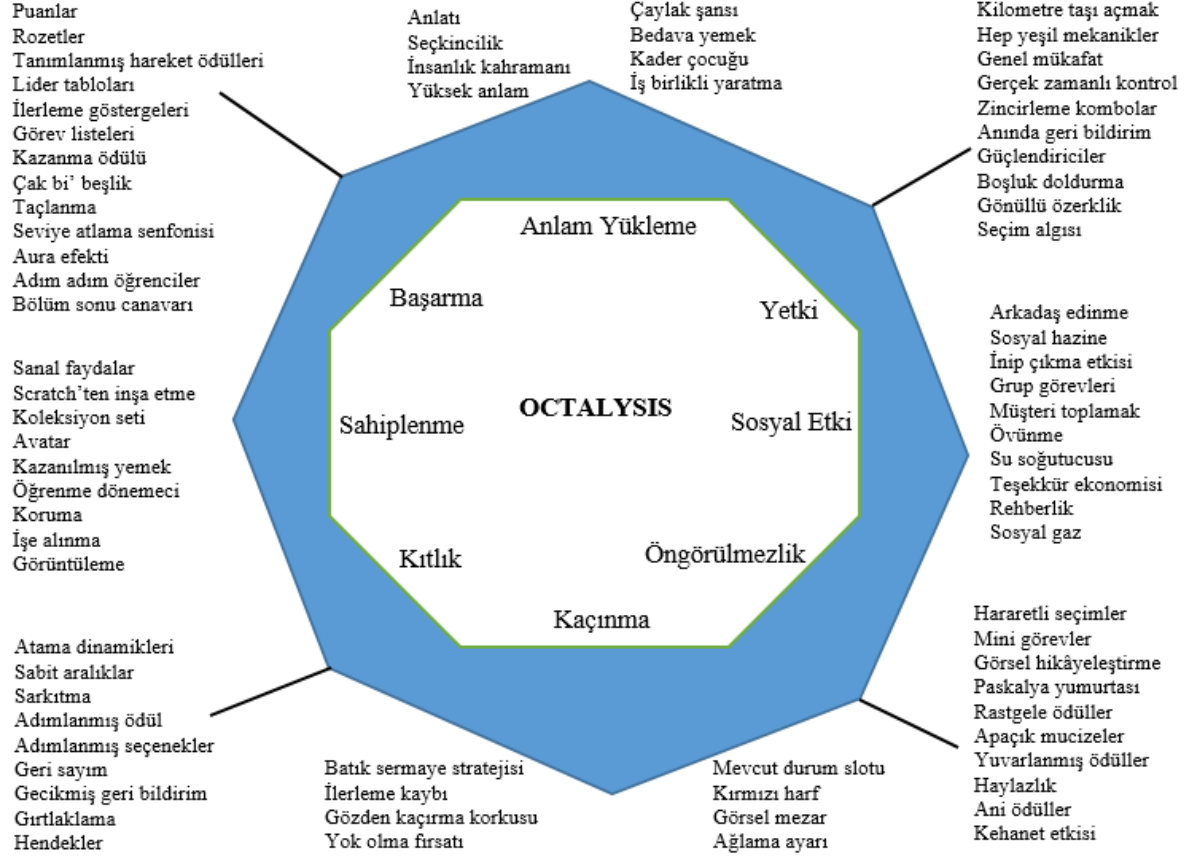 Puanlar
Rozetler
Tanımlanmış hareket ödülleri
Lider tabloları
İlerleme göstergeleri
Görev listeleri
Kazanma ödülü
Çak bi’ beşlik
Taçlanma
Seviye atlama senfonisi
Aura efekti
Adım adım öğrenciler
Bölüm sonu canavarı
Anlatı
Seçkincilik
İnsanlık kahramanı
Yüksek anlam
Çaylak şansı
Bedava yemek
Kader çocuğu
İş birlikli yaratma
Kilometre taşı açmak
Hep yeşil mekanikler
Genel mükafat
Gerçek zamanlı kontrol
Zincirleme kombolar
Anında geri bildirim
Güçlendiriciler
Boşluk doldurma
Gönüllü özerklik
Seçim algısı
Anlam Yükleme
Başarma
Yetki
Sahiplenme
OCTALYSIS
Sosyal Etki
Kıtlık
Öngörülmezlik
Kaçınma
Sanal faydalar
Scratch’ten inşa etme
Koleksiyon seti
Avatar
Kazanılmış yemek
Öğrenme dönemeci
Koruma
İşe alınma
Görüntüleme
Arkadaş edinme
Sosyal hazine
İnip çıkma etkisi
Grup görevleri
Müşteri toplamak
Övünme
Su soğutucusu
Teşekkür ekonomisi
Rehberlik
Sosyal gaz
Atama dinamikleri
Sabit aralıklar
Sarkıtma
Adımlanmış ödül
Adımlanmış seçenekler
Geri sayım
Gecikmiş geri bildirim
Gırtlaklama
Hendekler
Batık sermaye stratejisi
İlerleme kaybı
Gözden kaçırma korkusu
Yok olma fırsatı
Mevcut durum slotu
Kırmızı harf
Görsel mezar
Ağlama ayarı
Hararetli seçimler
Mini görevler
Görsel hikâyeleştirme
Paskalya yumurtası
Rastgele ödüller
Apaçık mucizeler
Yuvarlanmış ödüller
Haylazlık
Ani ödüller
Kehanet etkisi